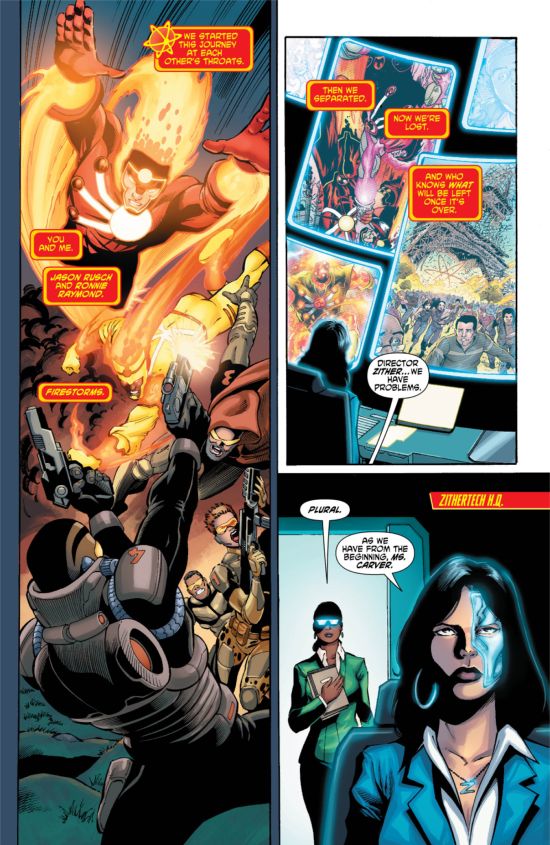 WE STARTED
THIS JOURNEY
AT EACH
OTHER'S THROATS.
YOU
AND ME.
JASON RUSCH
AND RONNIE
RAYMOND.
FIRESTORMS.
THEN WE
SEPARATED.
NOW WE'RE
LOST.
AND WHO
KNOWS WHAT
WILL BE LEFT
ONCE IT'S
OVER.
DIRECTOR
ZITHER...WE
HAVE
PROBLEMS.
ZITHERTECH H.Q.
PLURAL.
AS WE
HAVE FROM THE
BEGINNING, MS.
CARVER.